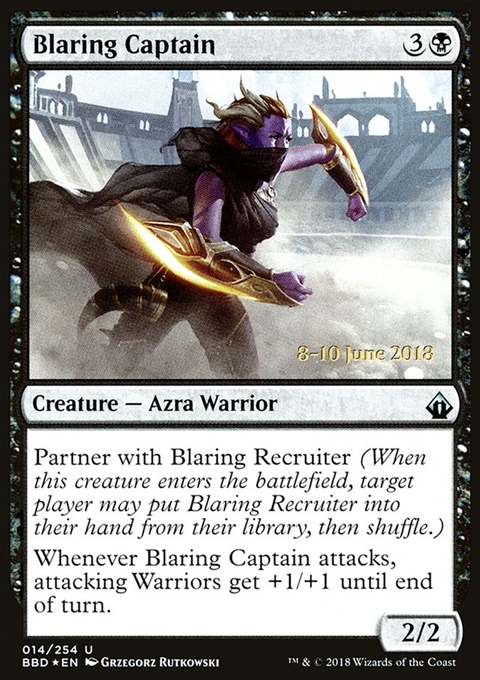 Blaring Captain 3
8-10 June 2018
Creature — Azra Warrior
Partner with Blaring Recruiter (When
this creature enters the battlefield, target
player may put Blaring Recruiter into
their hand from their library, then shuffle.)
Whenever Blaring Captain attacks,
attacking Warriors get +1/+1 until end
of turn.
2/2
014/254 U
BBD ★ EN Grzegorz Rutkowski
™ & © 2018 Wizards of the Coast